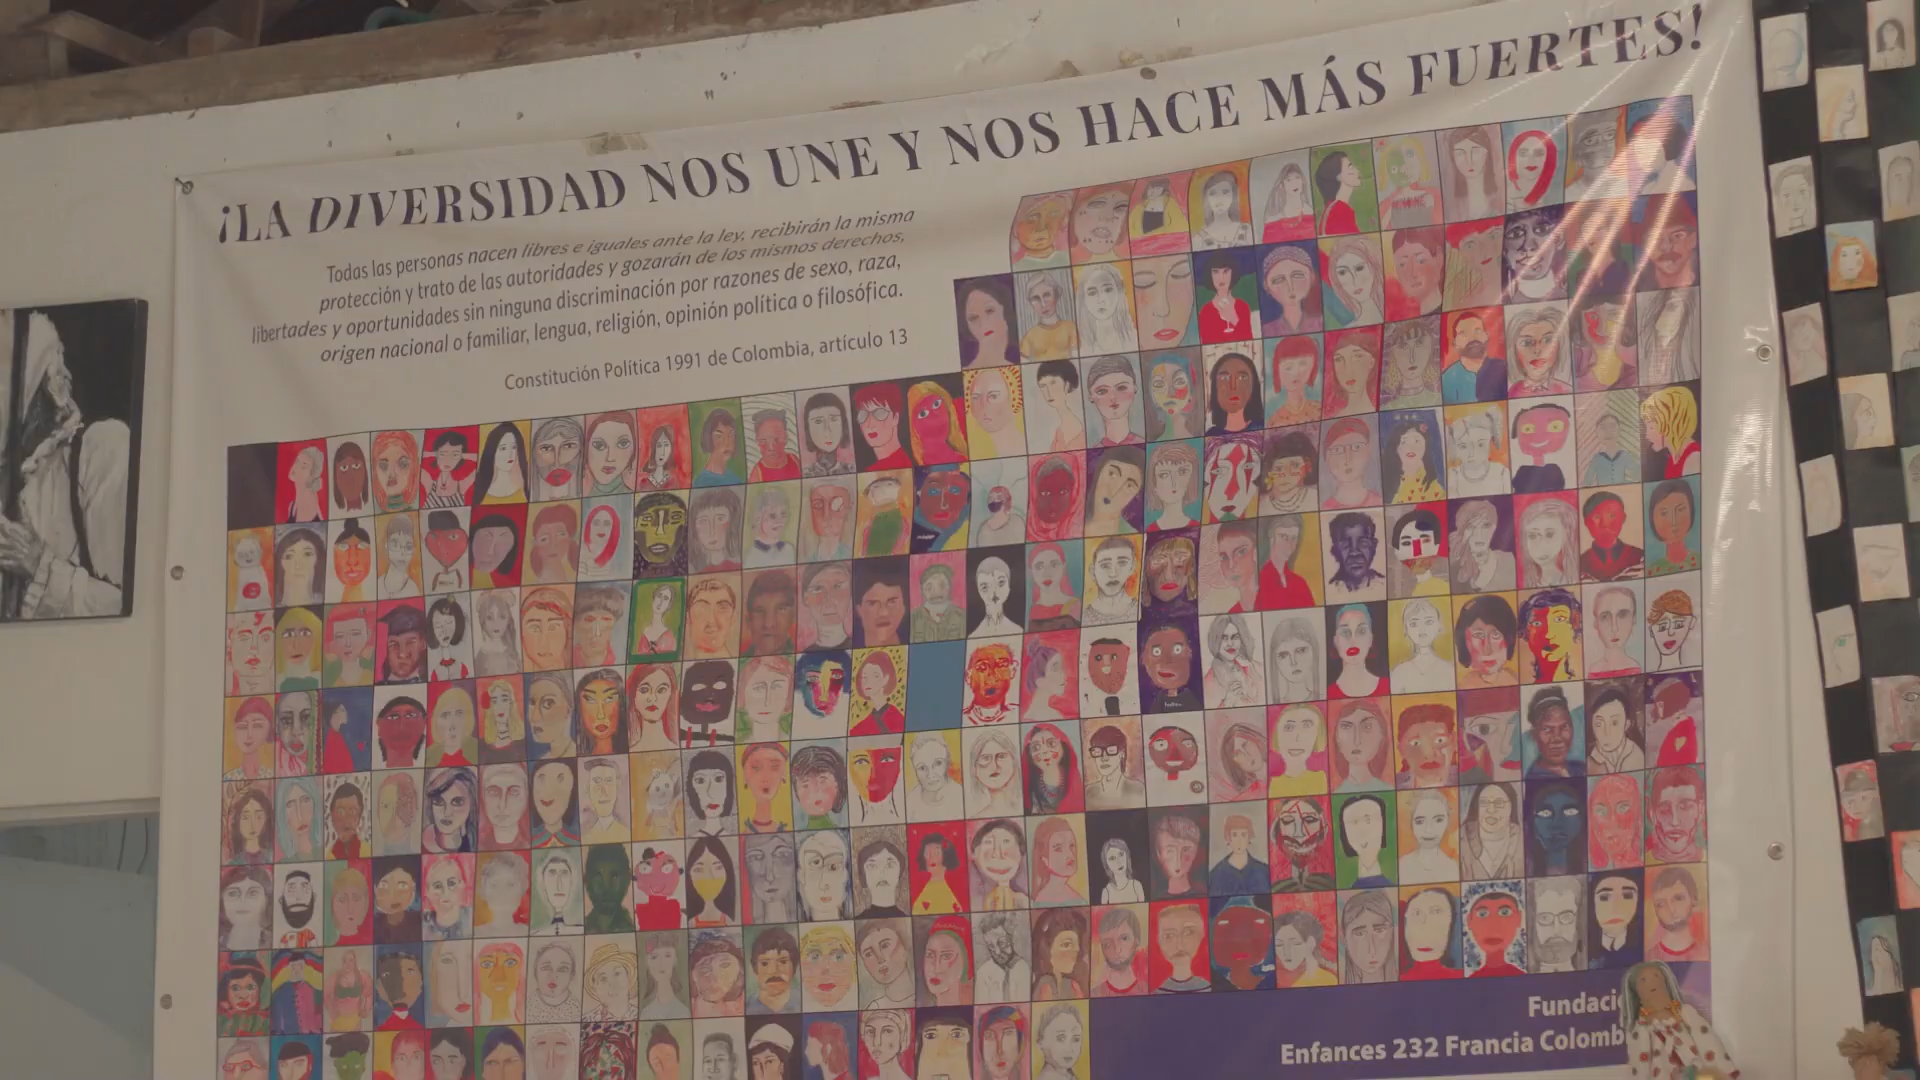 ¡LA DIVERSIDAD NOS UNE Y NOS HACE MÁS FUERTES!
Todas las personas nacen libres e iguales ante la ley, recibirán la misma
protección y trato de las autoridades y gozarán de los mismos derechos,
libertades y oportunidades sin ninguna discriminación por razones de sexo, raza,
origen nacional o familiar, lengua, religión, opinión política o filosófica.
Constitución Política 1991 de Colombia, artículo 13
Fundaci
Enfances 232 Francia Colomb